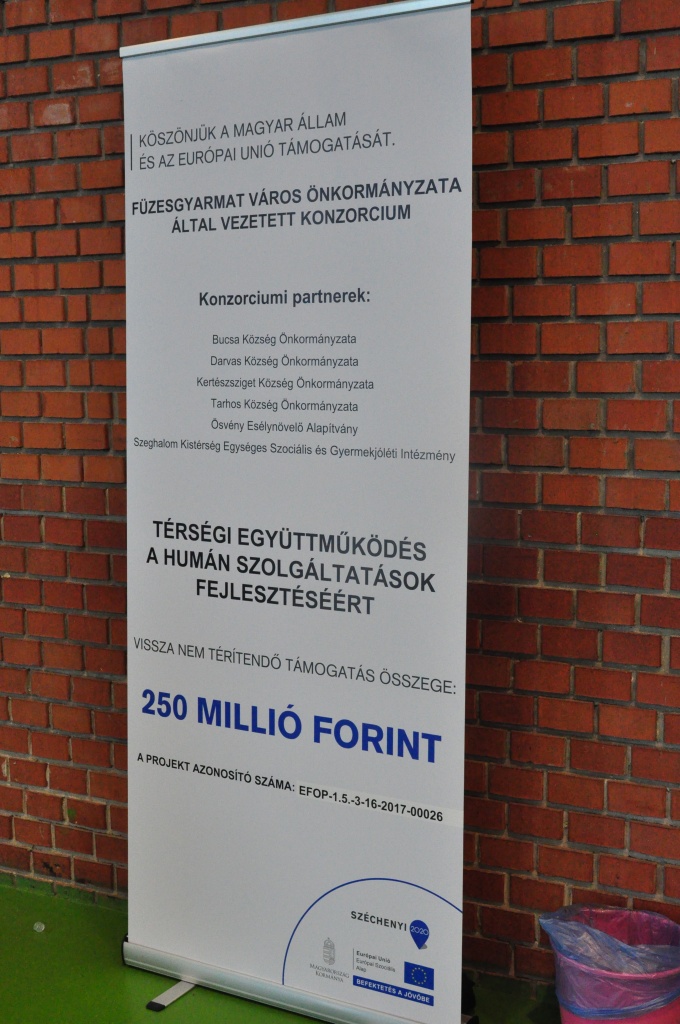 KÖSZÖNJÜK A MAGYAR ÁLLAM
ÉS AZ EURÓPAI UNIÓ TÁMOGATÁSÁT.
FÜZESGYARMAT VÁROS ÖNKORMÁNYZATA
ÁLTAL VEZETETT KONZORCIUM
Konzorciumi partnerek:
Bucsa Község Önkormányzata
Darvas Község Önkormányzata
Kertészsziget Község Önkormányzata
Tarhos Község Önkormányzata
Ösvény Esélynövelő Alapítvány
Szeghalom Kistérség Egységes Szociális és Gyermekjóléti Intézmény
TÉRSÉGI EGYÜTTMŰKÖDÉS
A HUMÁN SZOLGÁLTATÁSOK
FEJLESZTÉSÉÉRT
VISSZA NEM TÉRÍTENDŐ TÁMOGATÁS ÖSSZEGE:
250 MILLIÓ FORINT
A PROJEKT AZONOSÍTÓ SZÁMA: EFOP-1.5.-3-16-2017-00026
SZÉCHENYI 2020
MAGYARORSZÁG
KORMÁNYA
Európai Unió
Európai Szociális
Alap
BEFEKTETÉS A JÖVŐBE